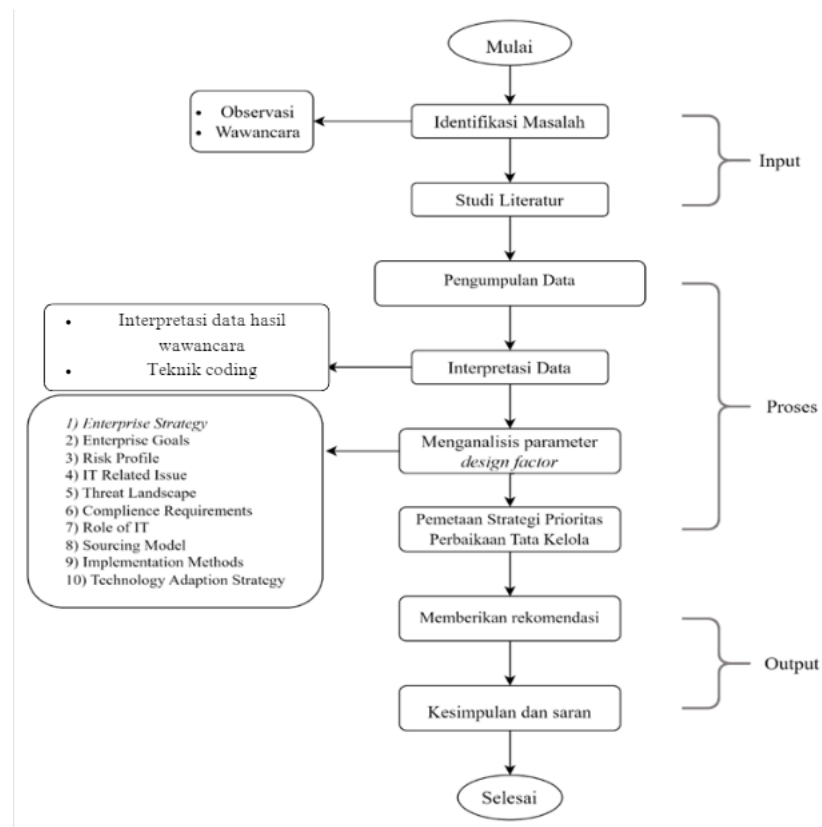 Mulai
• Observasi
• Wawancara
Identifikasi Masalah
Input
Studi Literatur
Pengumpulan Data
• Interpretasi data hasil
wawancara
• Teknik coding
Interpretasi Data
Proses
1) Enterprise Strategy
2) Enterprise Goals
3) Risk Profile
4) IT Related Issue
5) Threat Landscape
6) Complience Requirements
7) Role of IT
8) Sourcing Model
9) Implementation Methods
10) Technology Adaption Strategy
Menganalisis parameter
design factor
Pemetaan Strategi Prioritas
Perbaikaan Tata Kelola
Memberikan rekomendasi
Output
Kesimpulan dan saran
Selesai